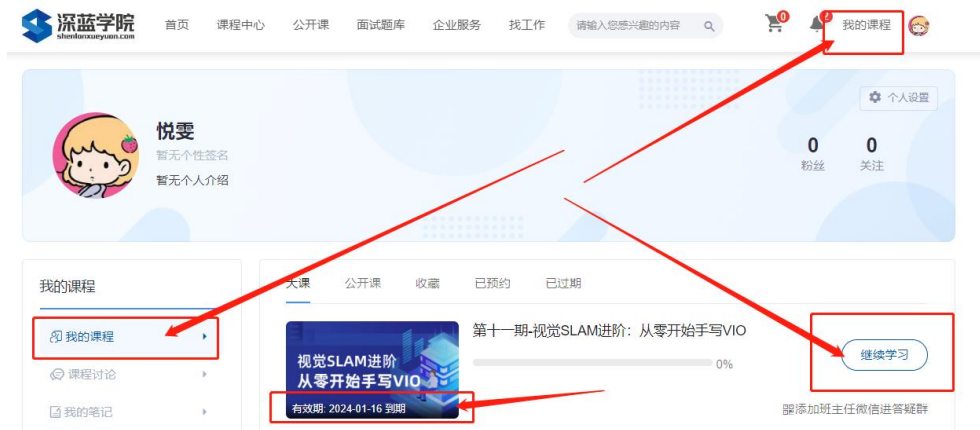 深蓝学院
shenlanxueyuan.com
首页 课程中心 公开课 面试题库 企业服务 找工作 请输入您感兴趣的内容 0 2 我的课程
个人设置
悦雯
暂无个性签名
暂无个人介绍
0 0
粉丝 关注
我的课程
我的课程
课程讨论
我的笔记
大课 公开课 收藏 已预约 已过期
视觉SLAM进阶
从零开始手写VIO
有效期: 2024-01-16 到期
第十一期-视觉SLAM进阶：从零开始手写VIO
0%
继续学习
添加班主任微信进答疑群